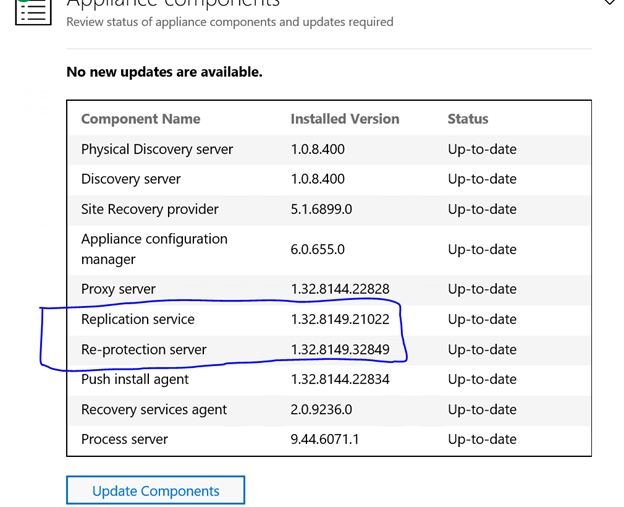 Appliance components
Review status of appliance components and updates required
No new updates are available.
Component Name Installed Version Status
Physical Discovery server 1.0.8.400 Up-to-date
Discovery server 1.0.8.400 Up-to-date
Site Recovery provider 5.1.6899.0 Up-to-date
Appliance configuration
manager 6.0.655.0 Up-to-date
Proxy server 1.32.8144.22828 Up-to-date
Replication service 1.32.8149.21022 Up-to-date
Re-protection server 1.32.8149.32849 Up-to-date
Push install agent 1.32.8144.22834 Up-to-date
Recovery services agent 2.0.9236.0 Up-to-date
Process server 9.44.6071.1 Up-to-date
Update Components